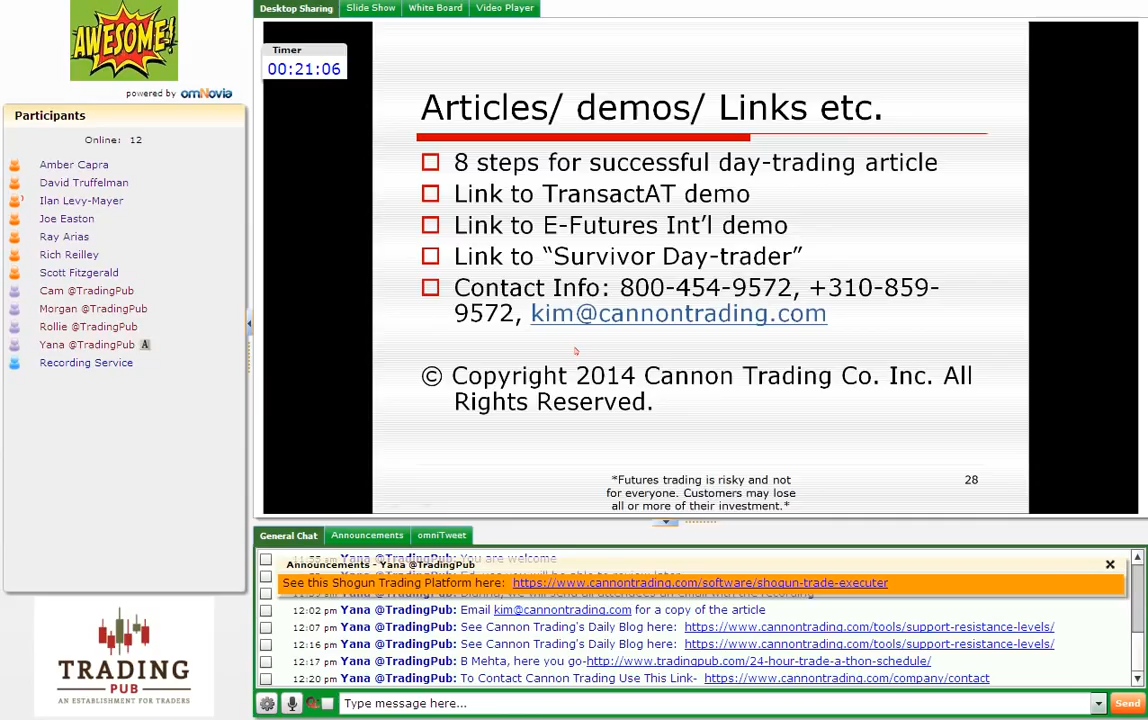 AWESOME!
powered by omNovia
Participants
Online: 12
Amber Capra
David Truffelman
Ilan Levy-Mayer
Joe Easton
Ray Arias
Rich Reilley
Scott Fitzgerald
Cam @TradingPub
Morgan @TradingPub
Rollie @TradingPub
Yana @TradingPub A
Recording Service
TRADING
PUB
AN ESTABLISHMENT FOR TRADERS
Desktop Sharing
Slide Show
White Board
Video Player
Timer
00:21:06
Articles/ demos/ Links etc.
8 steps for successful day-trading article
Link to TransactAT demo
Link to E-Futures Int’l demo
Link to “Survivor Day-trader”
Contact Info: 800-454-9572, +310-859-
9572, kim@cannontrading.com
© Copyright 2014 Cannon Trading Co. Inc. All
Rights Reserved.
*Futures trading is risky and not
for everyone. Customers may lose
all or more of their investment.*
28
General Chat
Announcements
omniTweet
Yana @TradingPub: You are welcome
Announcements - Yana @TradingPub
See this Shogun Trading Platform here: https://www.cannontrading.com/software/shogun-trade-executer
12:02 pm Yana @TradingPub: Email kim@cannontrading.com for a copy of the article
12:07 pm Yana @TradingPub: See Cannon Trading's Daily Blog here: https://www.cannontrading.com/tools/support-resistance-levels/
12:16 pm Yana @TradingPub: See Cannon Trading's Daily Blog here: https://www.cannontrading.com/tools/support-resistance-levels/
12:17 pm Yana @TradingPub: B Mehta, here you go-http://www.tradingpub.com/24-hour-trade-a-thon-schedule/
12:20 pm Yana @TradingPub: To Contact Cannon Trading Use This Link- https://www.cannontrading.com/company/contact
Type message here...
Send